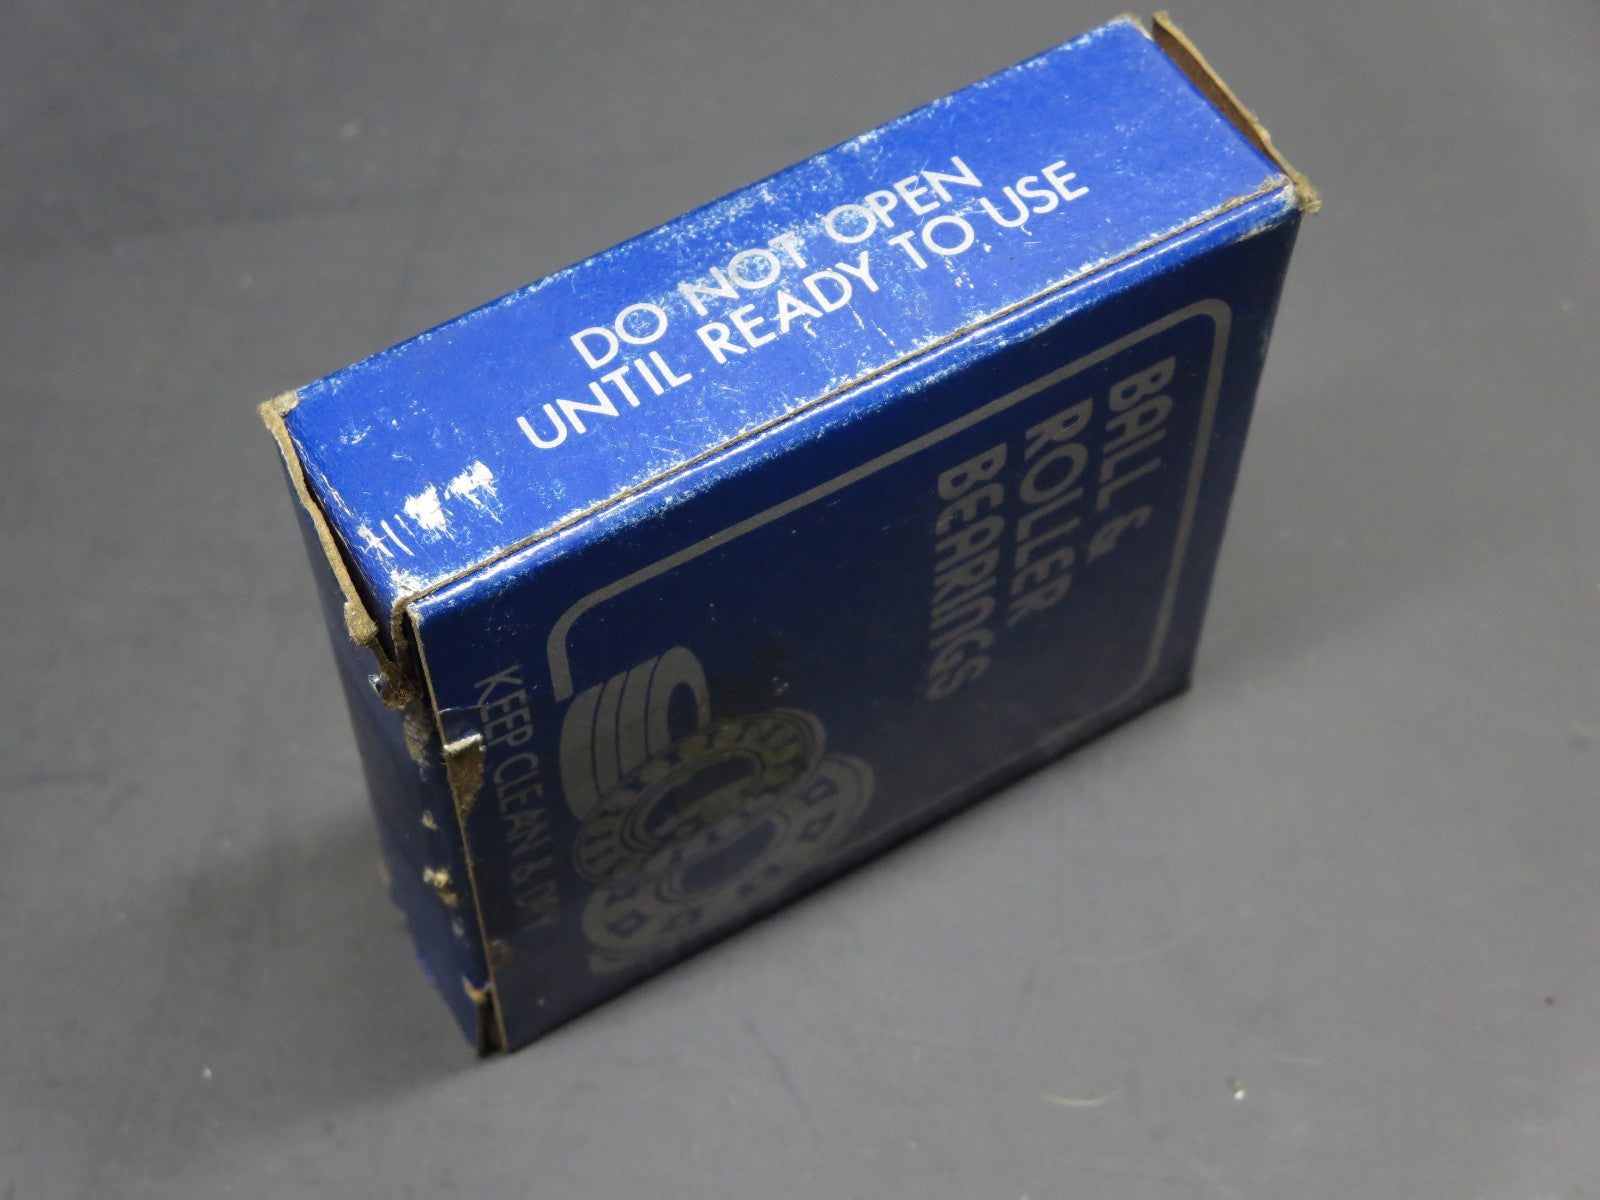 DO NOT OPEN
UNTIL READY TO USE
BALL &
ROLLER
BEARINGS
KEEP CLEAN & DRY